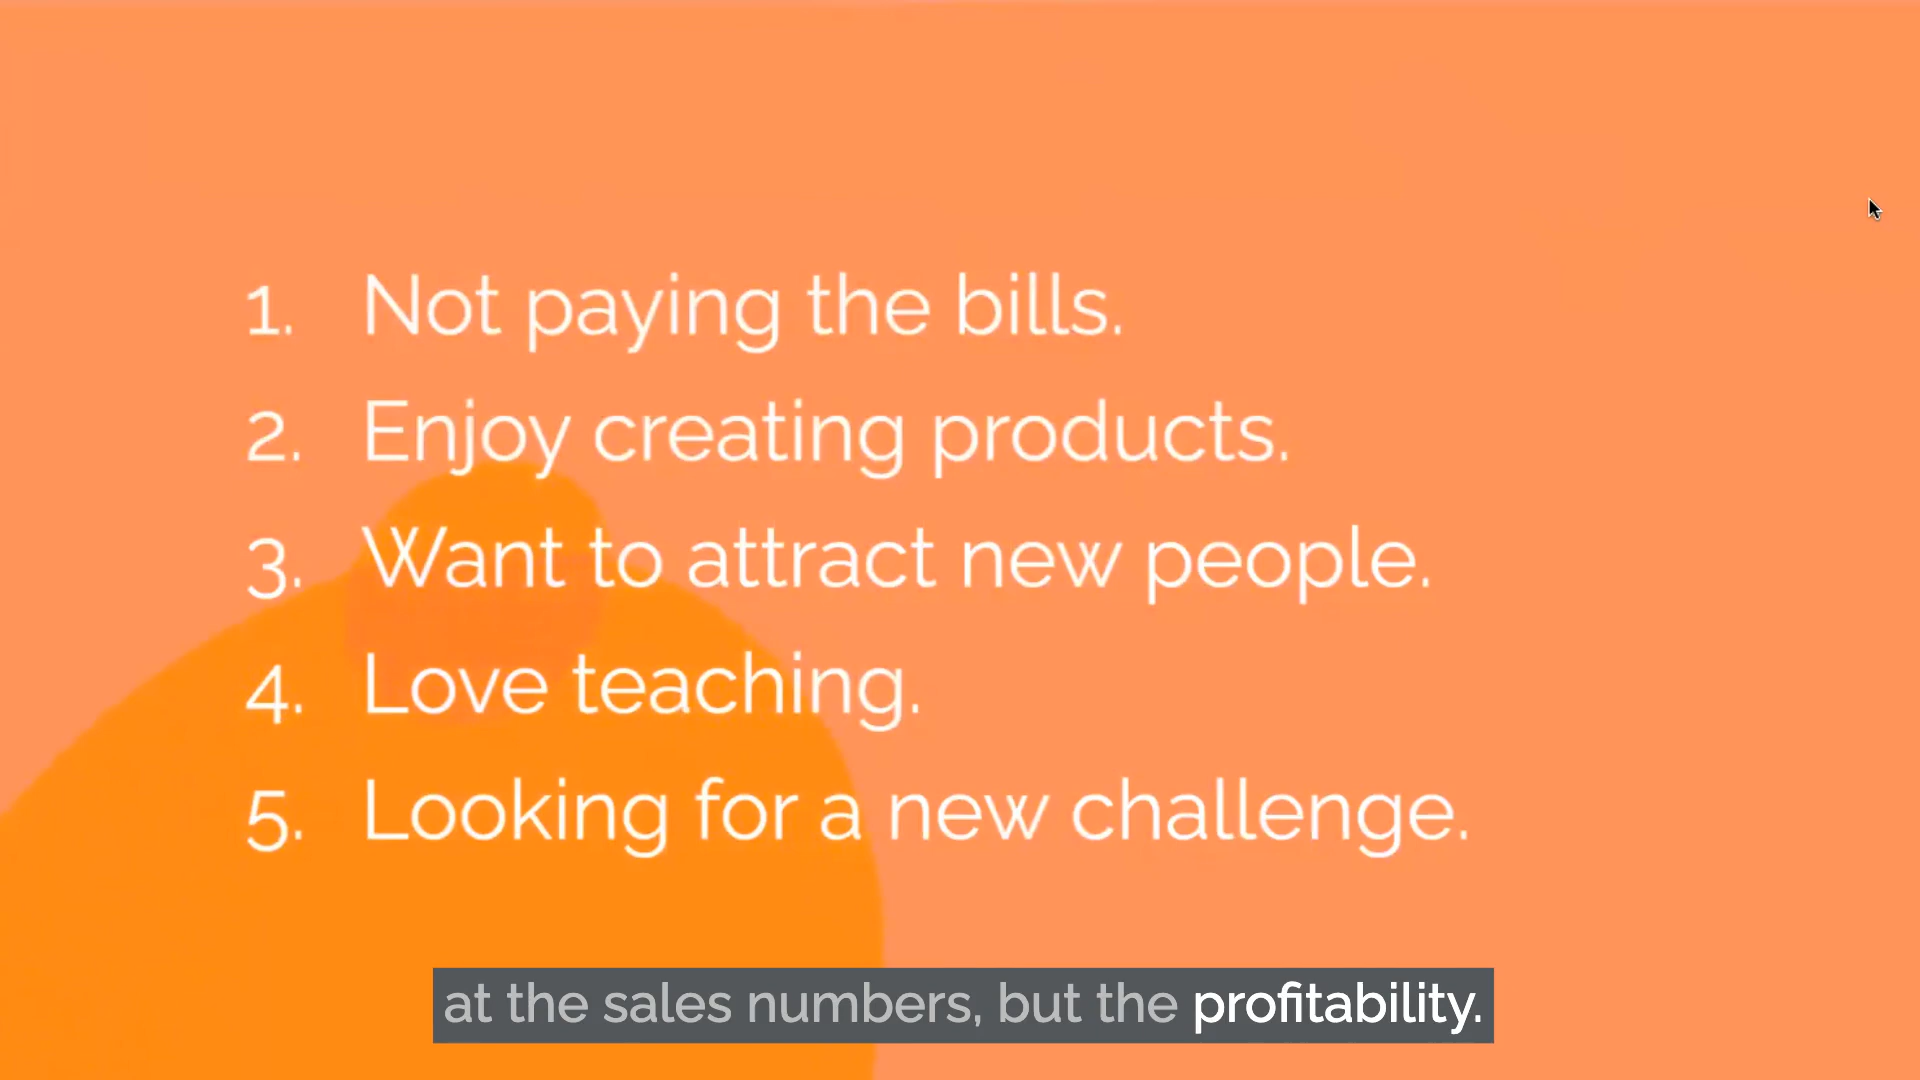 1. Not paying the bills.
2. Enjoy creating products.
3. Want to attract new people.
4. Love teaching.
5. Looking for a new challenge.
at the sales numbers, but the profitability.